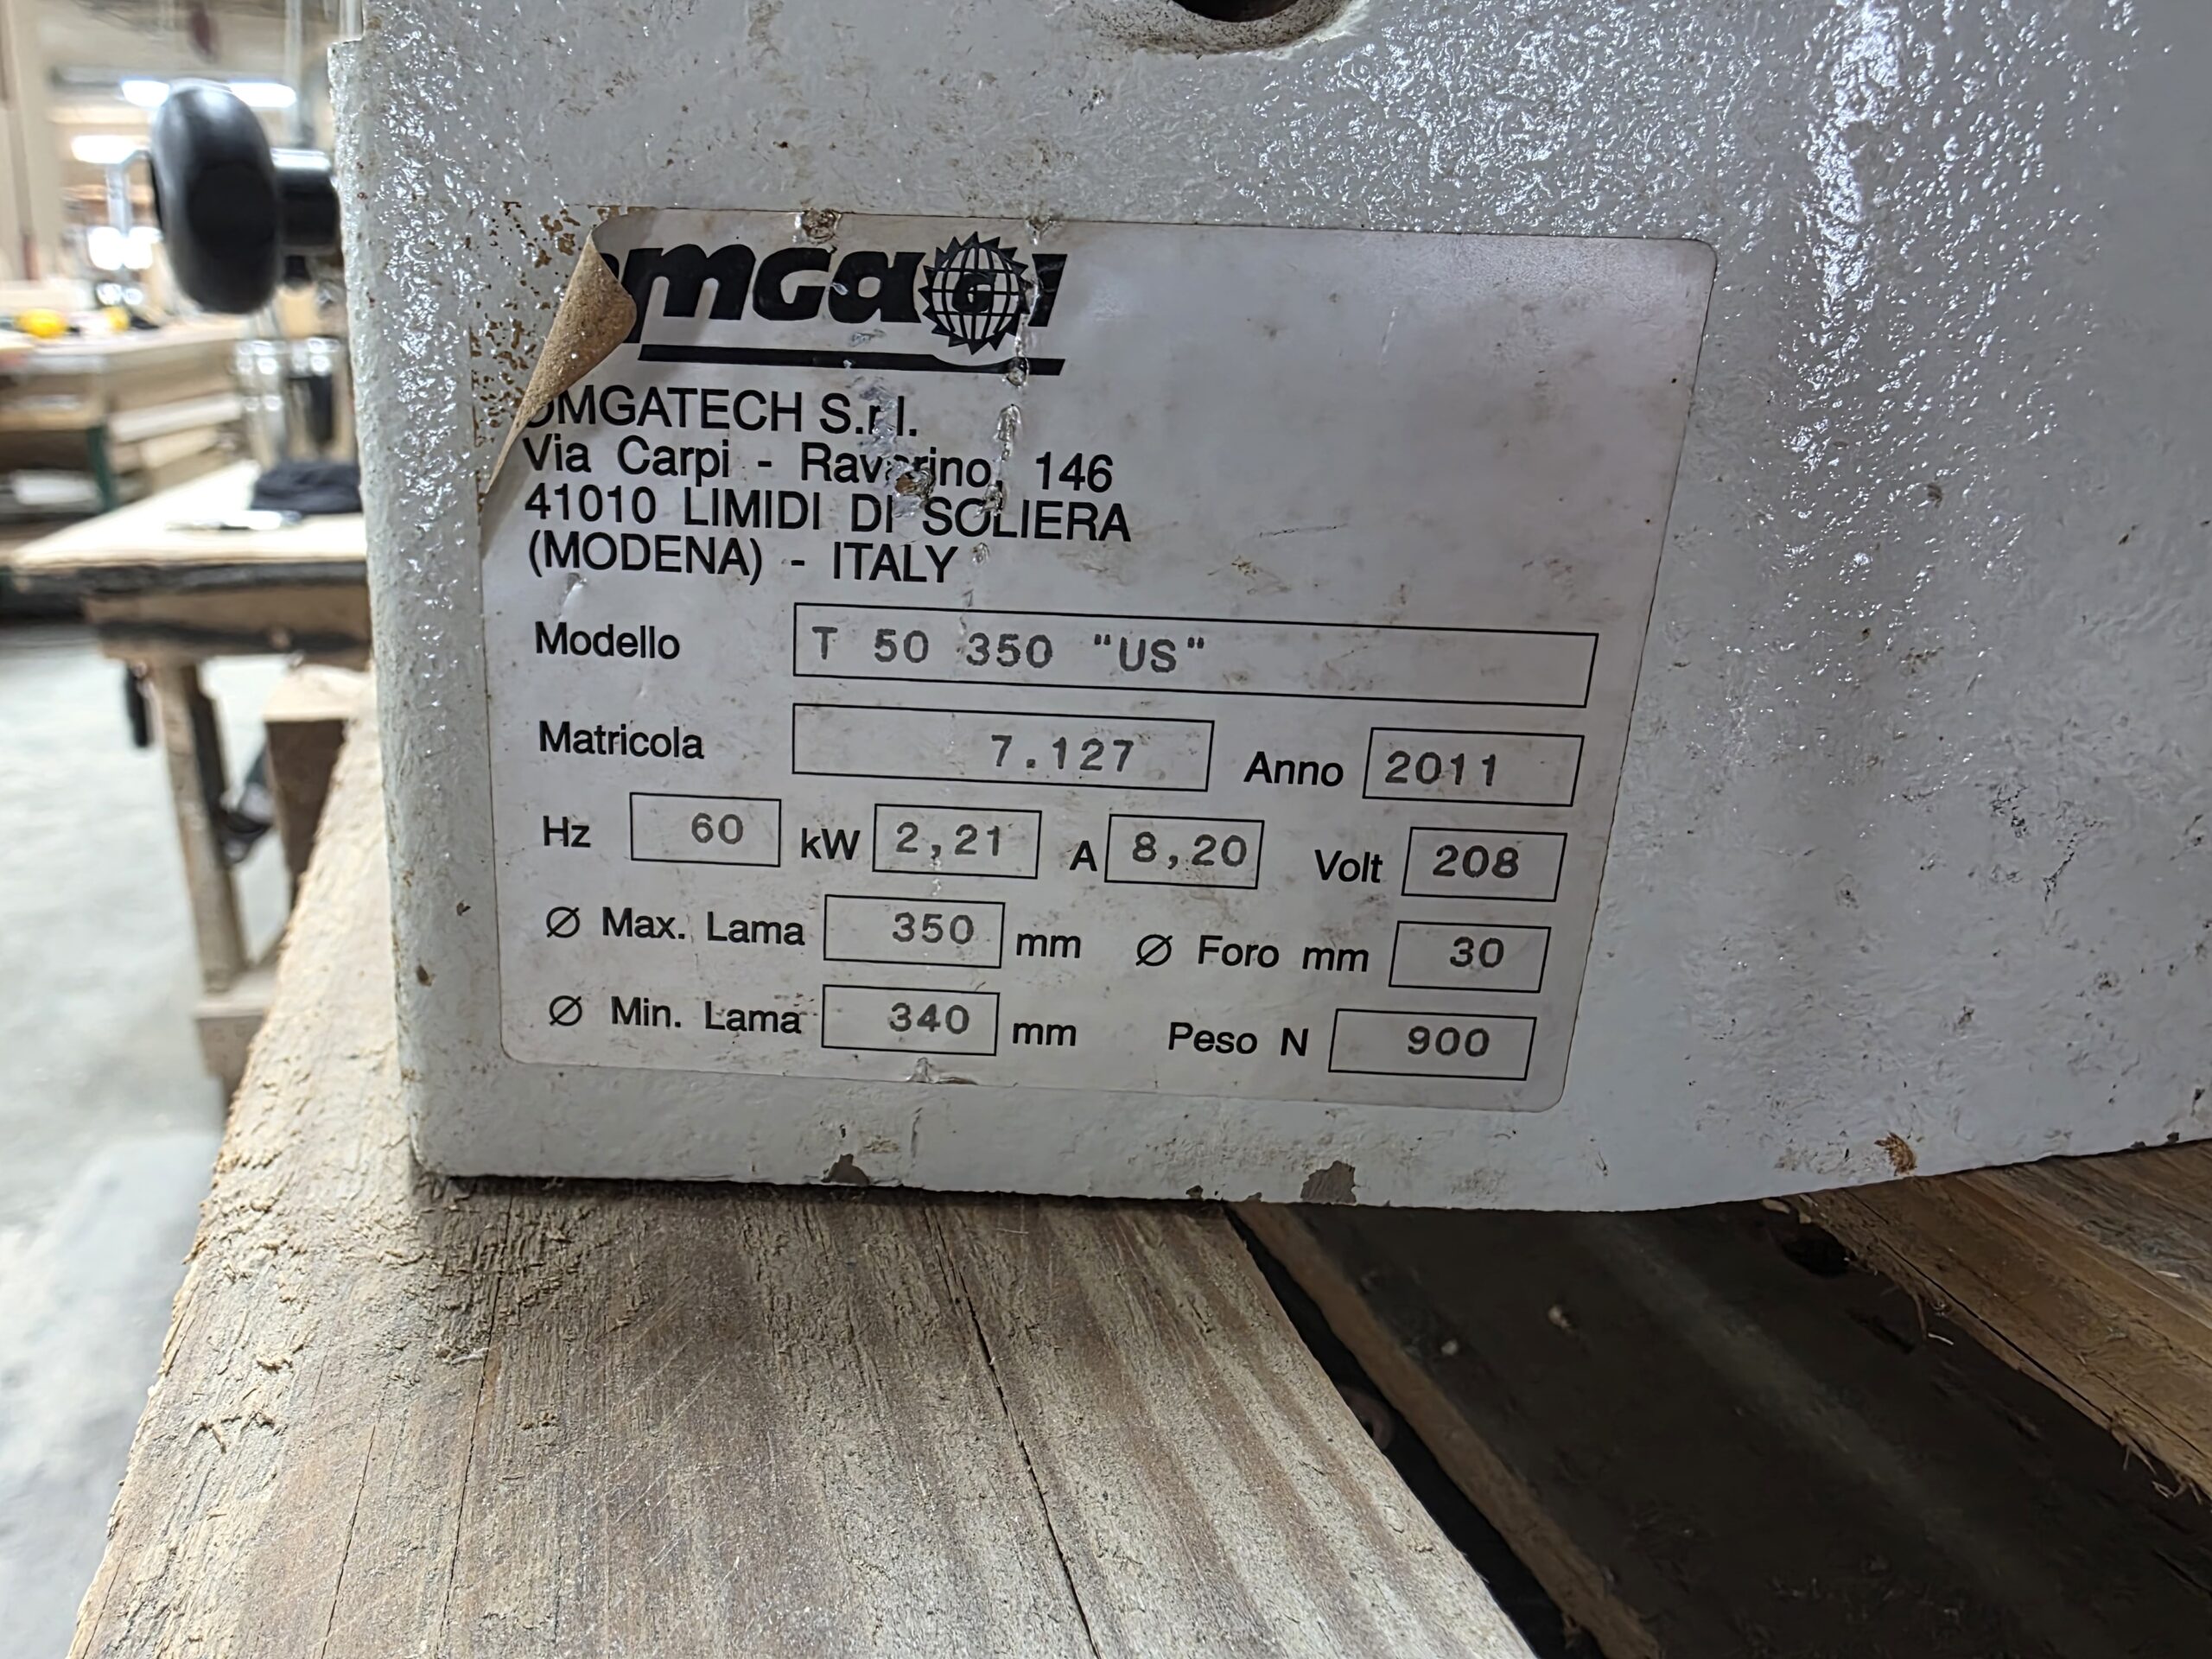 omga
OMGATECH S.r.l.
Via Carpi - Ravarino, 146
41010 LIMIDI DI SOLIERA
(MODENA) - ITALY
Modello T 50 350 "US"
Matricola 7.127 Anno 2011
Hz 60 kW 2,21 A 8,20 Volt 208
Ø Max. Lama 350 mm Ø Foro mm 30
Ø Min. Lama 340 mm Peso N 900